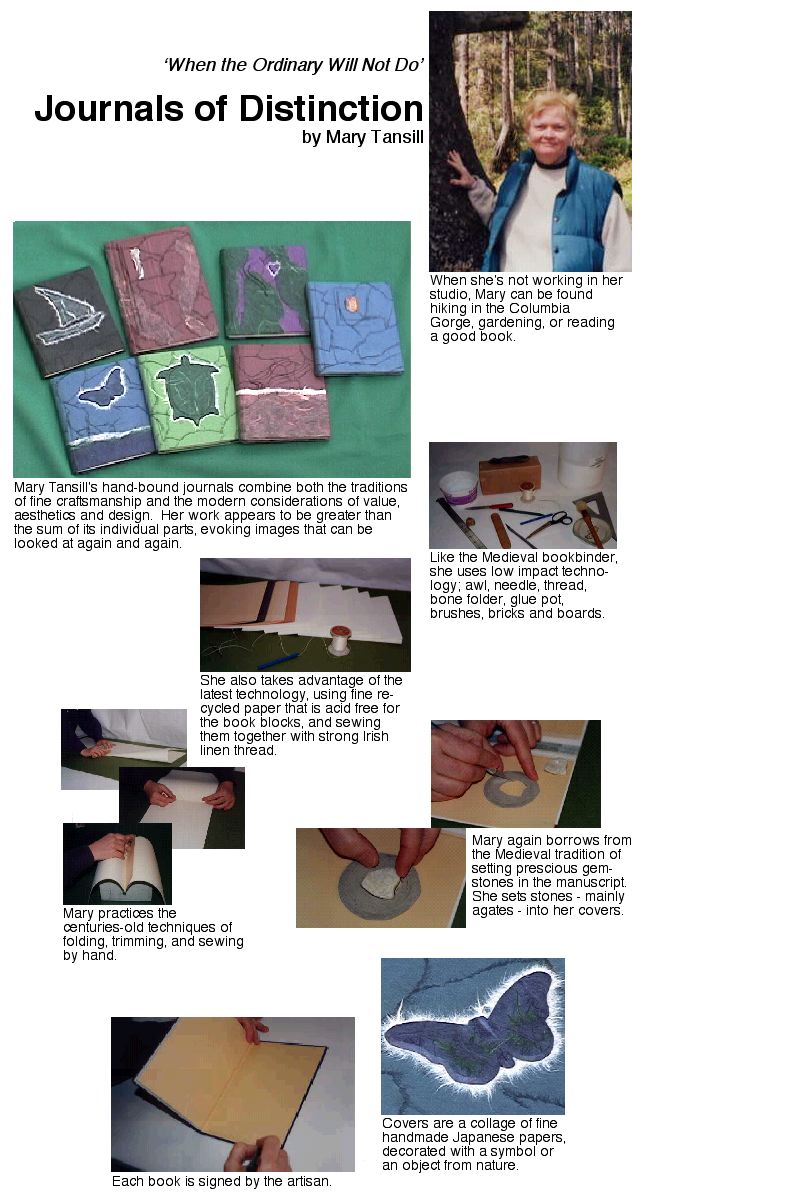 ‘When the Ordinary Will Not Do’
Journals of Distinction
by Mary Tansill
When she's not working in her
studio, Mary can be found
hiking in the Columbia
Gorge, gardening, or reading
a good book.
Mary Tansill's hand-bound journals combine both the traditions
of fine craftsmanship and the modern considerations of value,
aesthetics and design. Her work appears to be greater than
the sum of its individual parts, evoking images that can be
looked at again and again.
Like the Medieval bookbinder,
she uses low impact techno-
logy; awl, needle, thread,
bone folder, glue pot,
brushes, bricks and boards.
She also takes advantage of the
latest technology, using fine re-
cycled paper that is acid free for
the book blocks, and sewing
them together with strong Irish
linen thread.
Mary again borrows from
the Medieval tradition of
setting prescious gem-
stones in the manuscript.
She sets stones - mainly
agates - into her covers.
Mary practices the
centuries-old techniques of
folding, trimming, and sewing
by hand.
Covers are a collage of fine
handmade Japanese papers,
decorated with a symbol or
an object from nature.
Each book is signed by the artisan.